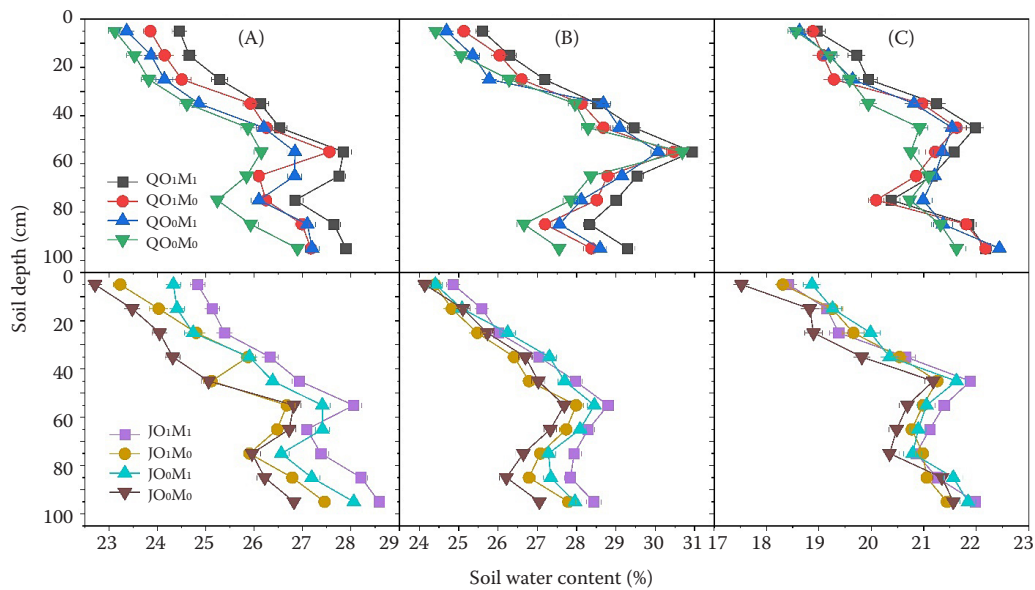 0
20
40
60
80
100
(A)
(B)
(C)
QO1M1
QO1M0
QO0M1
QO0M0
Soil depth (cm)
0
20
40
60
80
100
JO1M1
JO1M0
JO0M1
JO0M0
23 24 25 26 27 28 29
24 25 26 27 28 29 30 31
17 18 19 20 21 22 23
Soil water content (%)